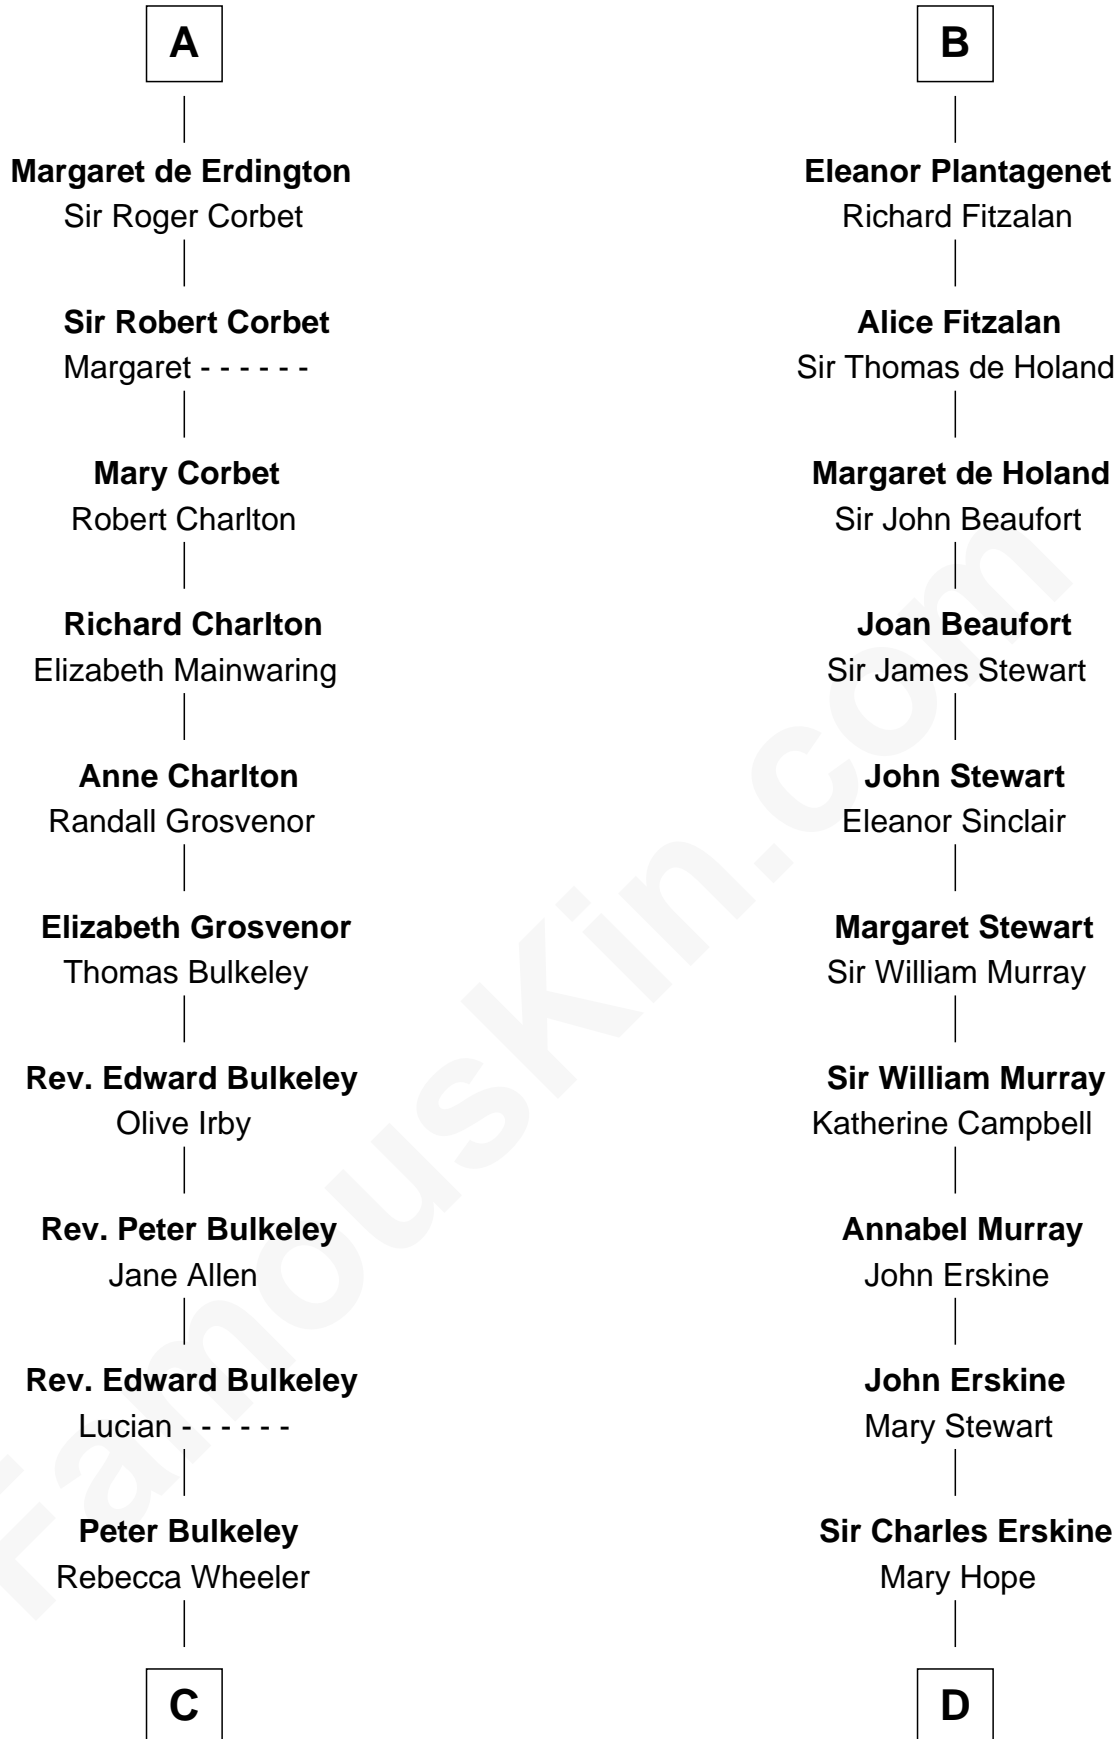 A
Margaret de Erdington
Sir Roger Corbet
Sir Robert Corbet
Margaret - - - - - -
Mary Corbet
Robert Charlton
Richard Charlton
Elizabeth Mainwaring
Anne Charlton
Randall Grosvenor
Elizabeth Grosvenor
Thomas Bulkeley
Rev. Edward Bulkeley
Olive Irby
Rev. Peter Bulkeley
Jane Allen
Rev. Edward Bulkeley
Lucian - - - - - -
Peter Bulkeley
Rebecca Wheeler
C
B
Eleanor Plantagenet
Richard Fitzalan
Alice Fitzalan
Sir Thomas de Holand
Margaret de Holand
Sir John Beaufort
Joan Beaufort
Sir James Stewart
John Stewart
Eleanor Sinclair
Margaret Stewart
Sir William Murray
Sir William Murray
Katherine Campbell
Annabel Murray
John Erskine
John Erskine
Mary Stewart
Sir Charles Erskine
Mary Hope
D
FamousKin.com